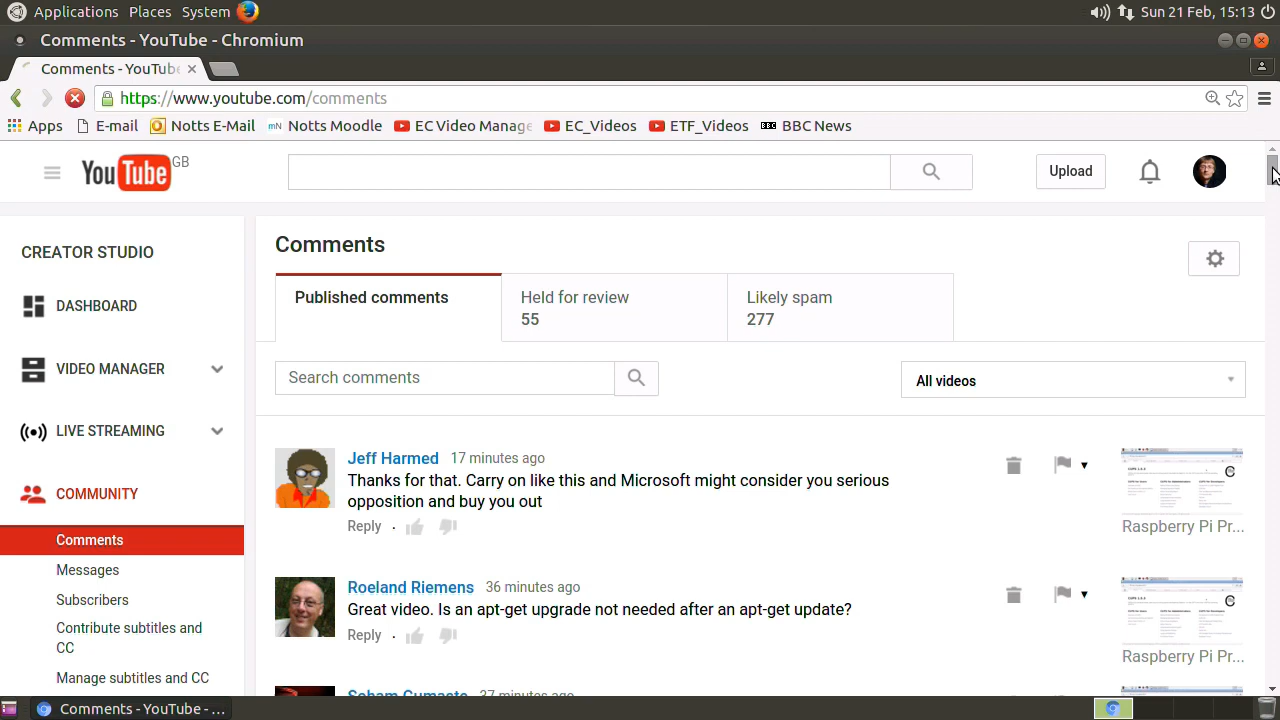 Applications Places System Sun 21 Feb, 15:13
Comments - YouTube - Chromium
Comments - YouTube
https://www.youtube.com/comments
Apps E-mail Notts E-Mail mN Notts Moodle EC Video Manage EC_Videos ETF_Videos BBC BBC News
YouTube GB Upload
CREATOR STUDIO
DASHBOARD
VIDEO MANAGER
LIVE STREAMING
COMMUNITY
Comments
Messages
Subscribers
Contribute subtitles and
CC
Manage subtitles and CC
Comments
Published comments
Held for review
55
Likely spam
277
Search comments
All videos
Jeff Harmed 17 minutes ago
Thanks for that. Carry on like this and Microsoft might consider you serious
opposition and buy you out
Reply .
Raspberry Pi Pr...
Roeland Riemens 36 minutes ago
Great video. Is an apt-get upgrade not needed after an apt-get update?
Reply .
Raspberry Pi Pr...
37 minutes ago
Comments - YouTube - ...